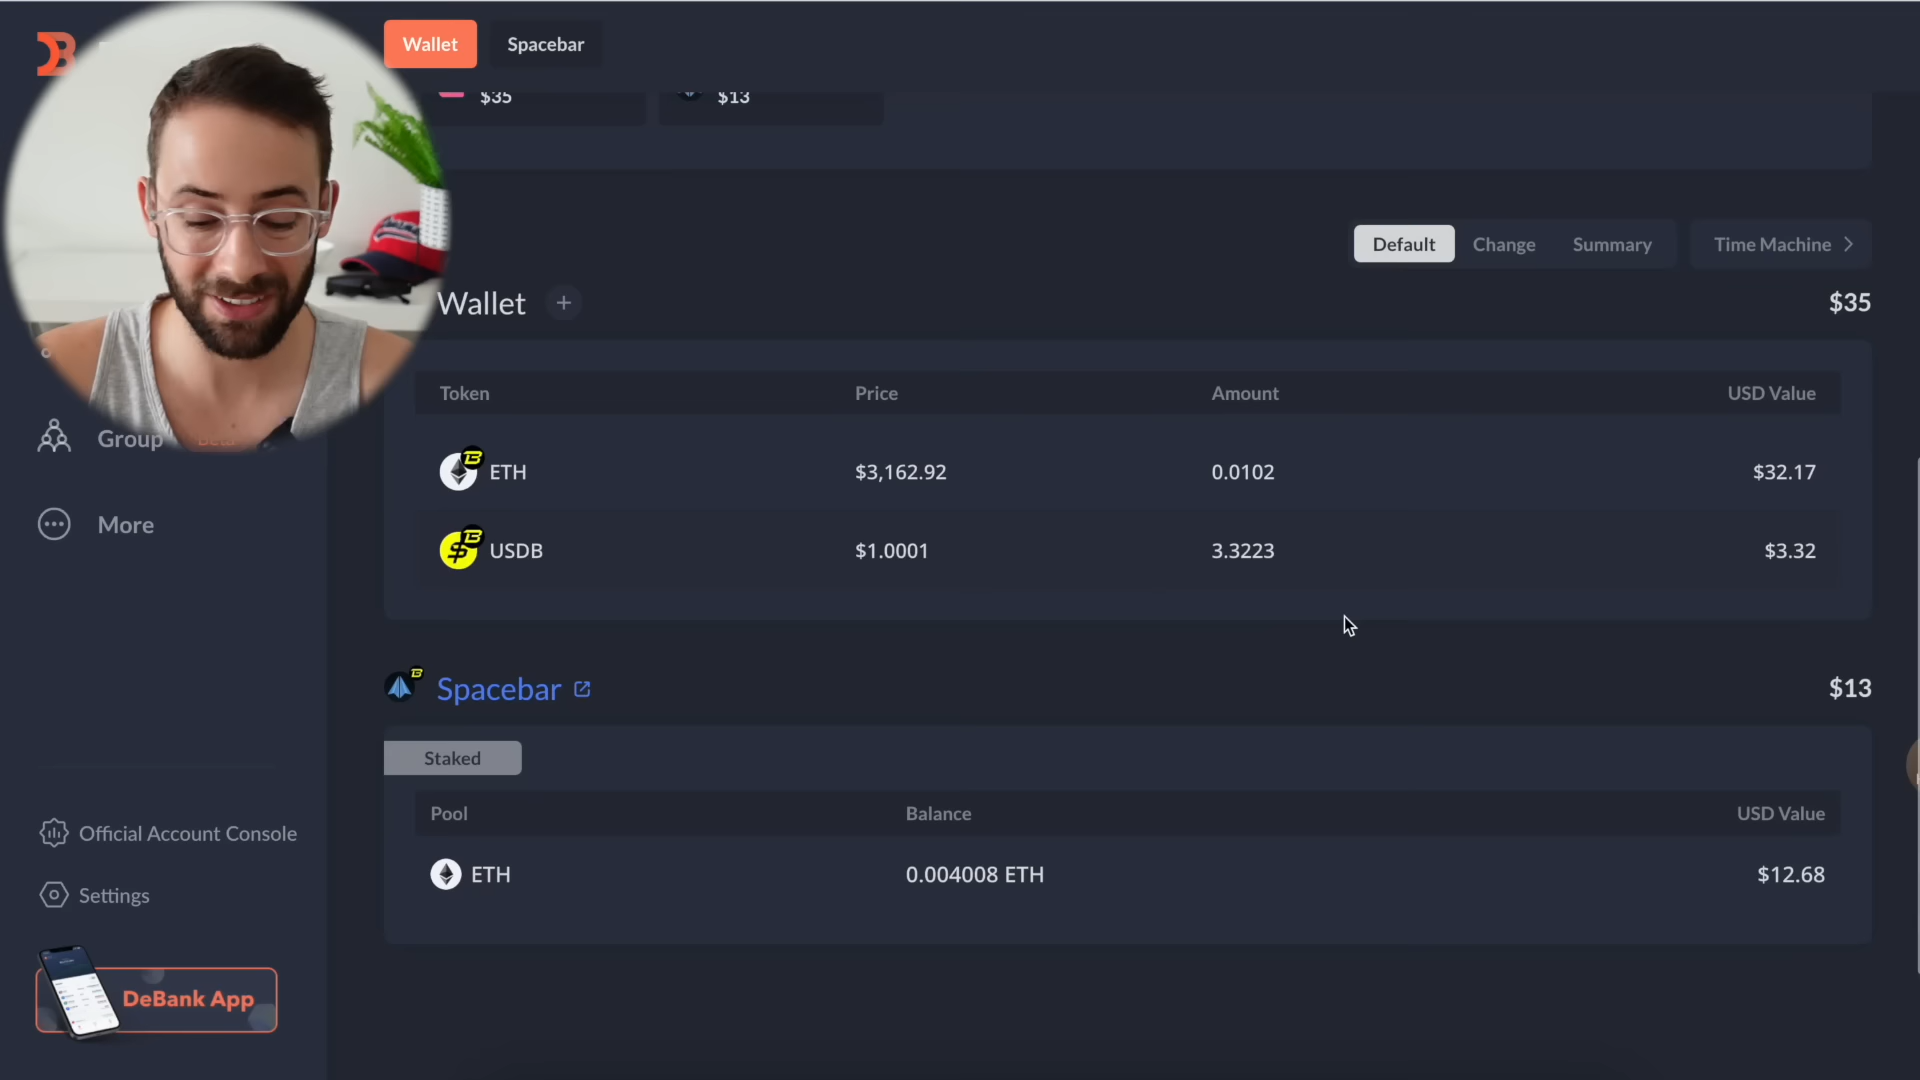 Wallet
Spacebar
$35
$13
Default
Change
Summary
Time Machine
Wallet
$35
Token
Price
Amount
USD Value
ETH
$3,162.92
0.0102
$32.17
USDB
$1.0001
3.3223
$3.32
Spacebar
$13
Staked
Pool
Balance
USD Value
ETH
0.004008 ETH
$12.68
Group
Beta
More
Official Account Console
Settings
DeBank App